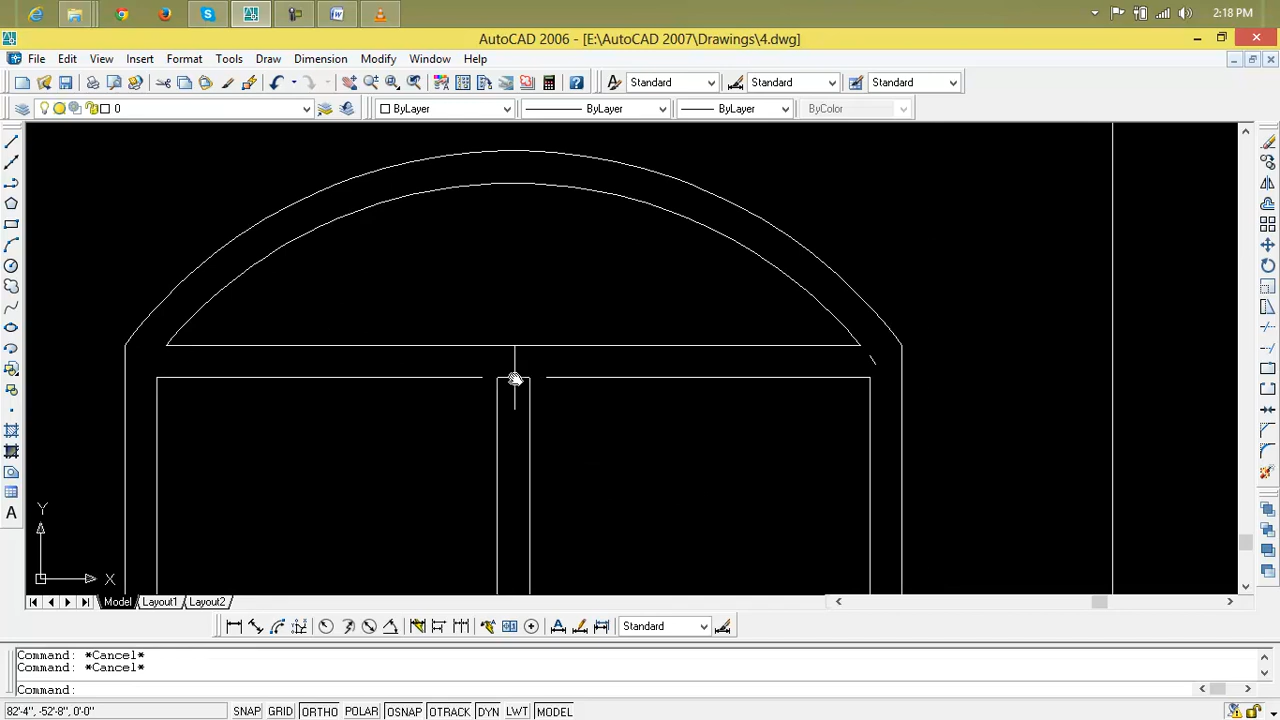 2:18 PM
AutoCAD 2006 - [E:\AutoCAD 2007\Drawings\4.dwg]
File Edit View Insert Format Tools Draw Dimension Modify Window Help
Standard Standard Standard
0 ByLayer ByLayer ByLayer ByColor
A
Y
X
Model Layout1 Layout2
Standard
Command: *Cancel*
Command: *Cancel*
Command:
82'-4", -52'-8", 0'-0" SNAP GRID ORTHO POLAR OSNAP OTRACK DYN LWT MODEL